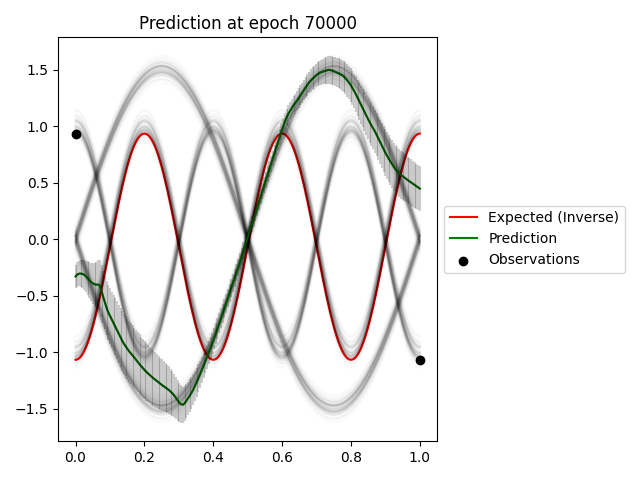 Prediction at epoch 70000
1.5
1.0
0.5
0.0
−0.5
−1.0
−1.5
0.0 0.2 0.4 0.6 0.8 1.0
Expected (Inverse)
Prediction
Observations